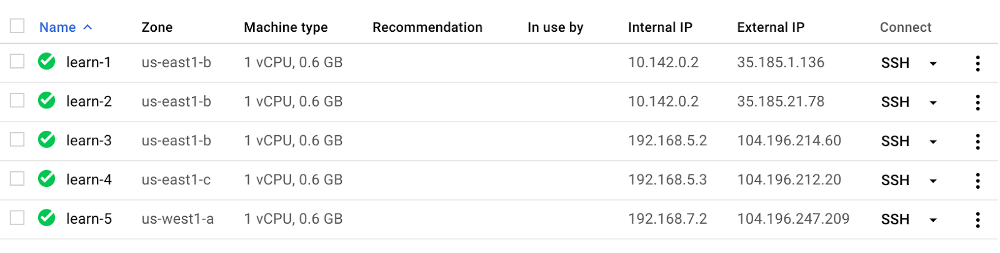 Name Zone Machine type Recommendation In use by Internal IP External IP Connect
learn-1 us-east1-b 1 vCPU, 0.6 GB 10.142.0.2 35.185.1.136 SSH
learn-2 us-east1-b 1 vCPU, 0.6 GB 10.142.0.2 35.185.21.78 SSH
learn-3 us-east1-b 1 vCPU, 0.6 GB 192.168.5.2 104.196.214.60 SSH
learn-4 us-east1-c 1 vCPU, 0.6 GB 192.168.5.3 104.196.212.20 SSH
learn-5 us-west1-a 1 vCPU, 0.6 GB 192.168.7.2 104.196.247.209 SSH